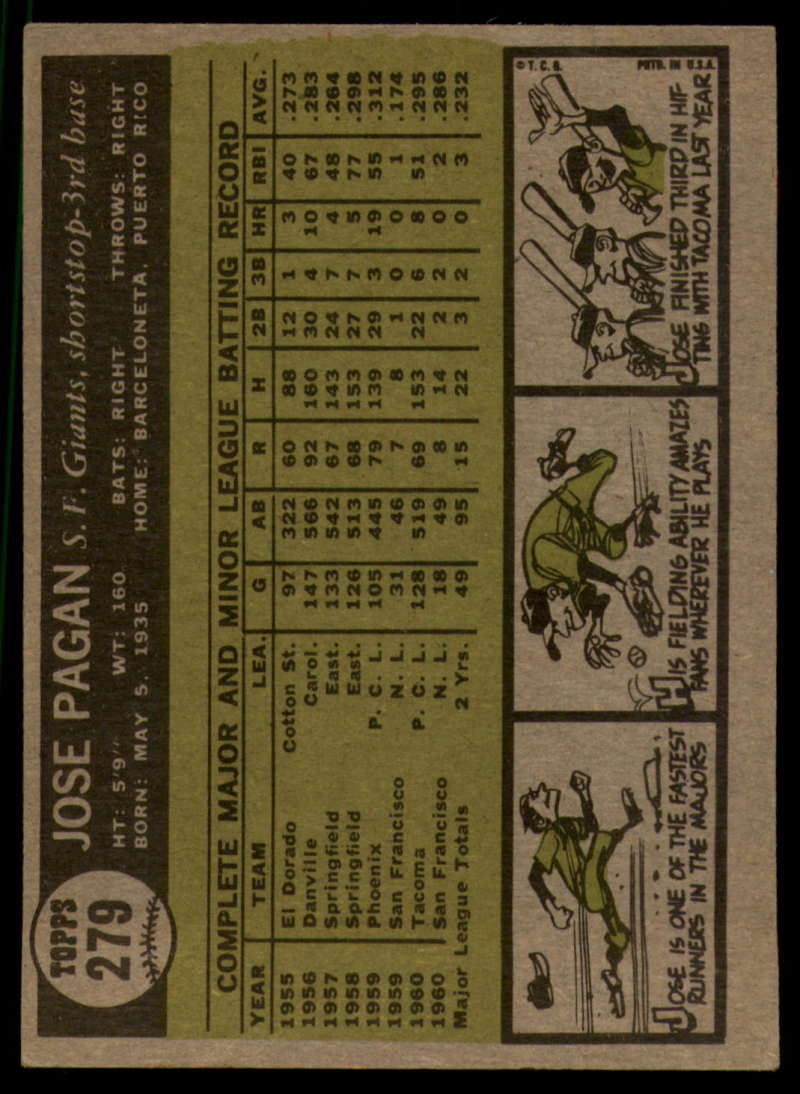 TOPPS
279
JOSE PAGAN S. F. Giants, shortstop-3rd base
HT: 5'9" WT: 160 BATS: RIGHT THROWS: RIGHT
BORN: MAY 5, 1935 HOME: BARCELONETA, PUERTO RICO
COMPLETE MAJOR AND MINOR LEAGUE BATTING RECORD
YEAR TEAM LEA. G AB R H 2B 3B HR RBI AVG.
1955 El Dorado Cotton St. 97 322 60 88 12 1 3 40 .273
1956 Danville Carol. 147 566 92 160 30 4 10 67 .283
1957 Springfield East. 133 542 67 143 24 7 4 48 .264
1958 Springfield East. 126 513 68 153 27 7 5 77 .298
1959 Phoenix P. C. L. 105 445 79 139 29 3 19 55 .312
1959 San Francisco N. L. 31 46 7 8 1 0 0 1 .174
1960 Tacoma P. C. L. 128 519 69 153 22 6 8 51 .295
1960 San Francisco N. L. 18 49 8 14 2 2 0 2 .286
Major League Totals 2 Yrs. 49 95 15 22 3 2 0 3 .232
JOSE IS ONE OF THE FASTEST
RUNNERS IN THE MAJORS
HIS FIELDING ABILITY AMAZES
FANS WHEREVER HE PLAYS
© T. C. G. PRTD. IN U.S.A.
JOSE FINISHED THIRD IN HIT-
TING WITH TACOMA LAST YEAR